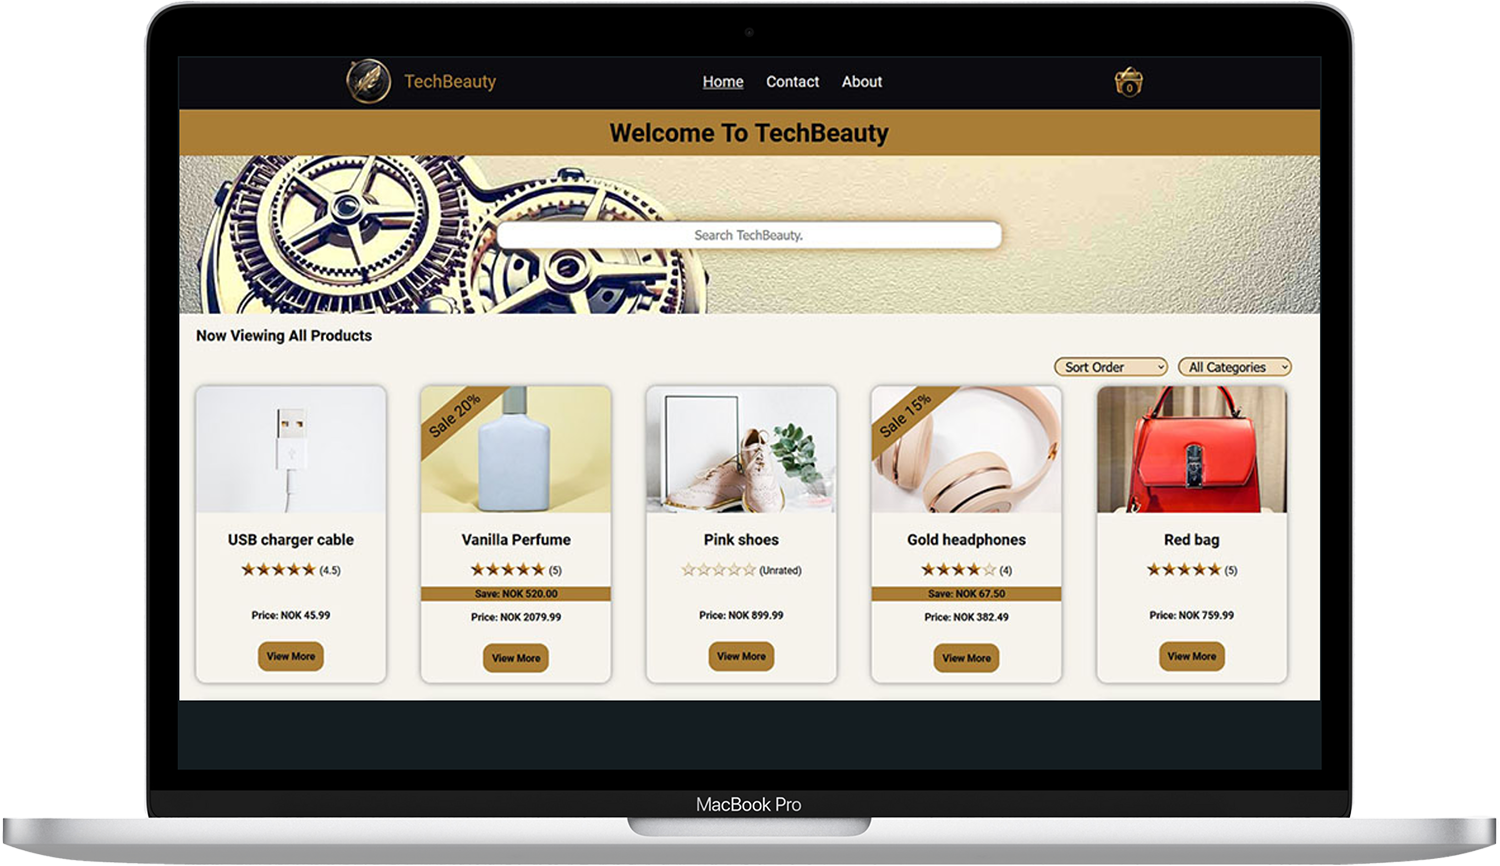 TechBeauty
Home Contact About
0
Welcome To TechBeauty
Search TechBeauty.
Now Viewing All Products
Sort Order All Categories
Sale 20%
Sale 15%
USB charger cable
(4.5)
Price: NOK 45.99
View More
Vanilla Perfume
(5)
Save: NOK 520.00
Price: NOK 2079.99
View More
Pink shoes
(Unrated)
Price: NOK 899.99
View More
Gold headphones
(4)
Save: NOK 67.50
Price: NOK 382.49
View More
Red bag
(5)
Price: NOK 759.99
View More
MacBook Pro